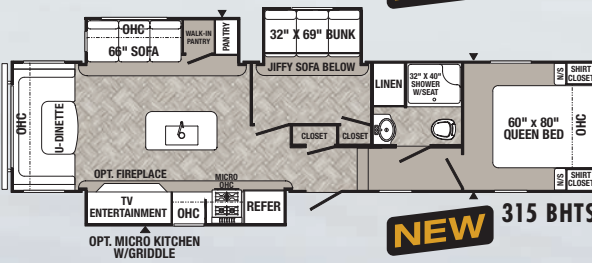 OHC
66" SOFA
WALK-IN
PANTRY
PANTRY
32" X 69" BUNK
JIFFY SOFA BELOW
LINEN
32" X 40"
SHOWER
W/SEAT
N/S
SHIRT
CLOSET
OHC
U-DINETTE
60" x 80"
QUEEN BED
OHC
CLOSET
CLOSET
N/S
SHIRT
CLOSET
OPT. FIREPLACE
MICRO
OHC
TV
ENTERTAINMENT
OHC
REFER
OPT. MICRO KITCHEN
W/GRIDDLE
NEW
315 BHTS